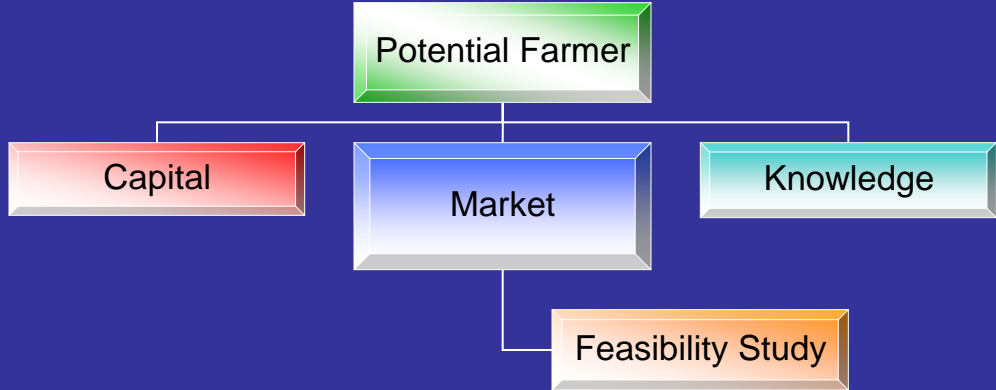 Potential Farmer
Capital
Market
Knowledge
Feasibility Study